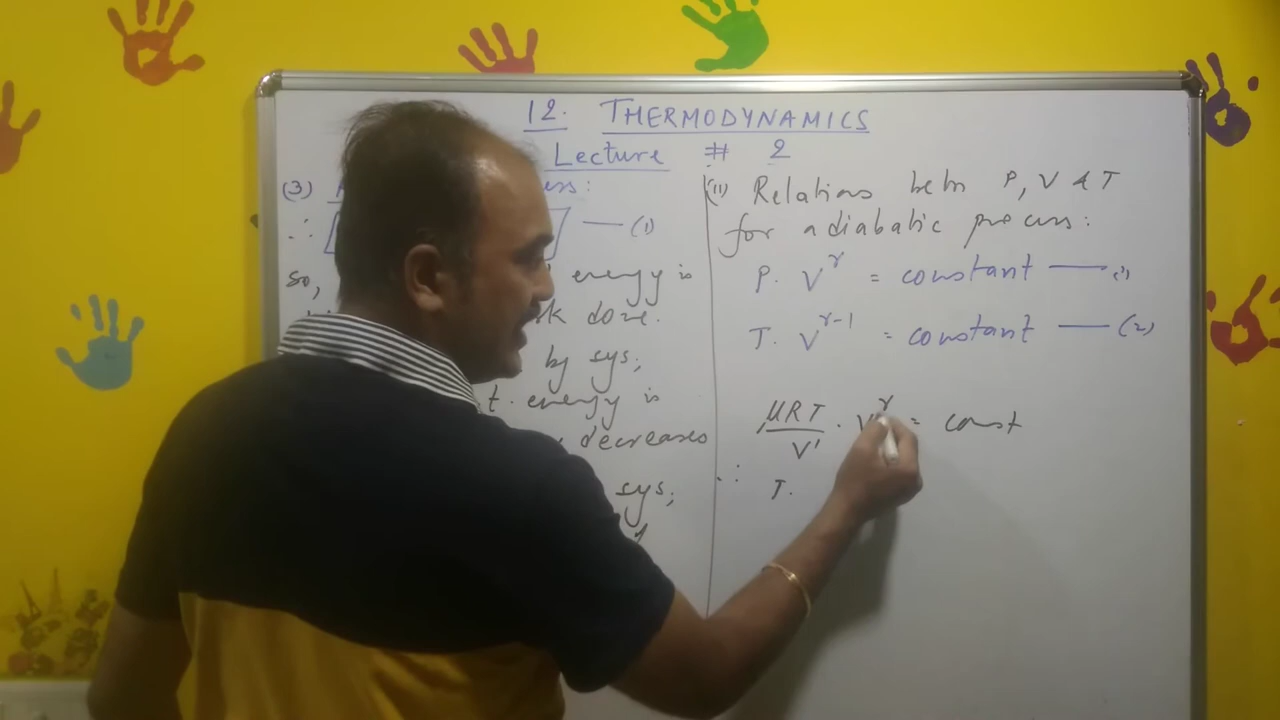 12. THERMODYNAMICS
Lecture # 2
(3)
∴ — (1)
so, energy is
done.
by sys;
t. energy is
decreases
sys;
(11) Relations betn P, V & T
for adiabatic process:
P. V^γ = constant — (1)
T. V^γ-1 = constant — (2)
μRT/V' . V^γ = const
∴ T.